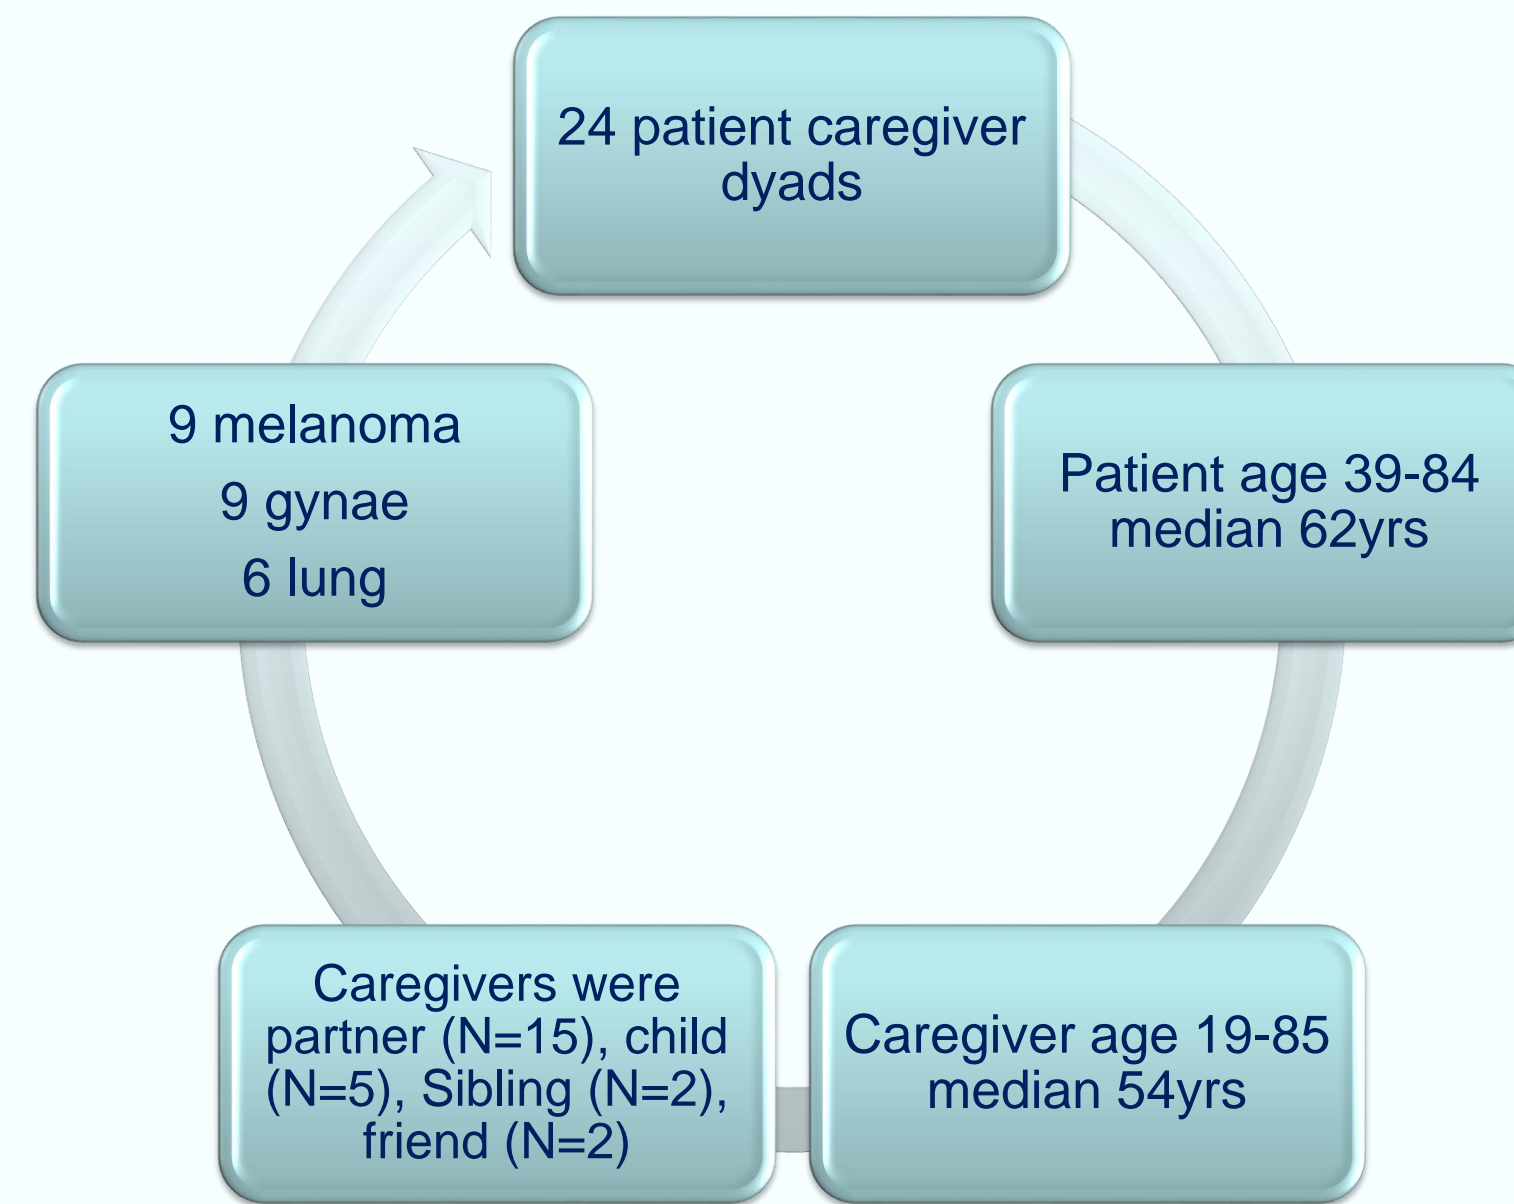 24 patient caregiver
dyads
Patient age 39-84
median 62yrs
Caregiver age 19-85
median 54yrs
Caregivers were
partner (N=15), child
(N=5), Sibling (N=2),
friend (N=2)
9 melanoma
9 gynae
6 lung